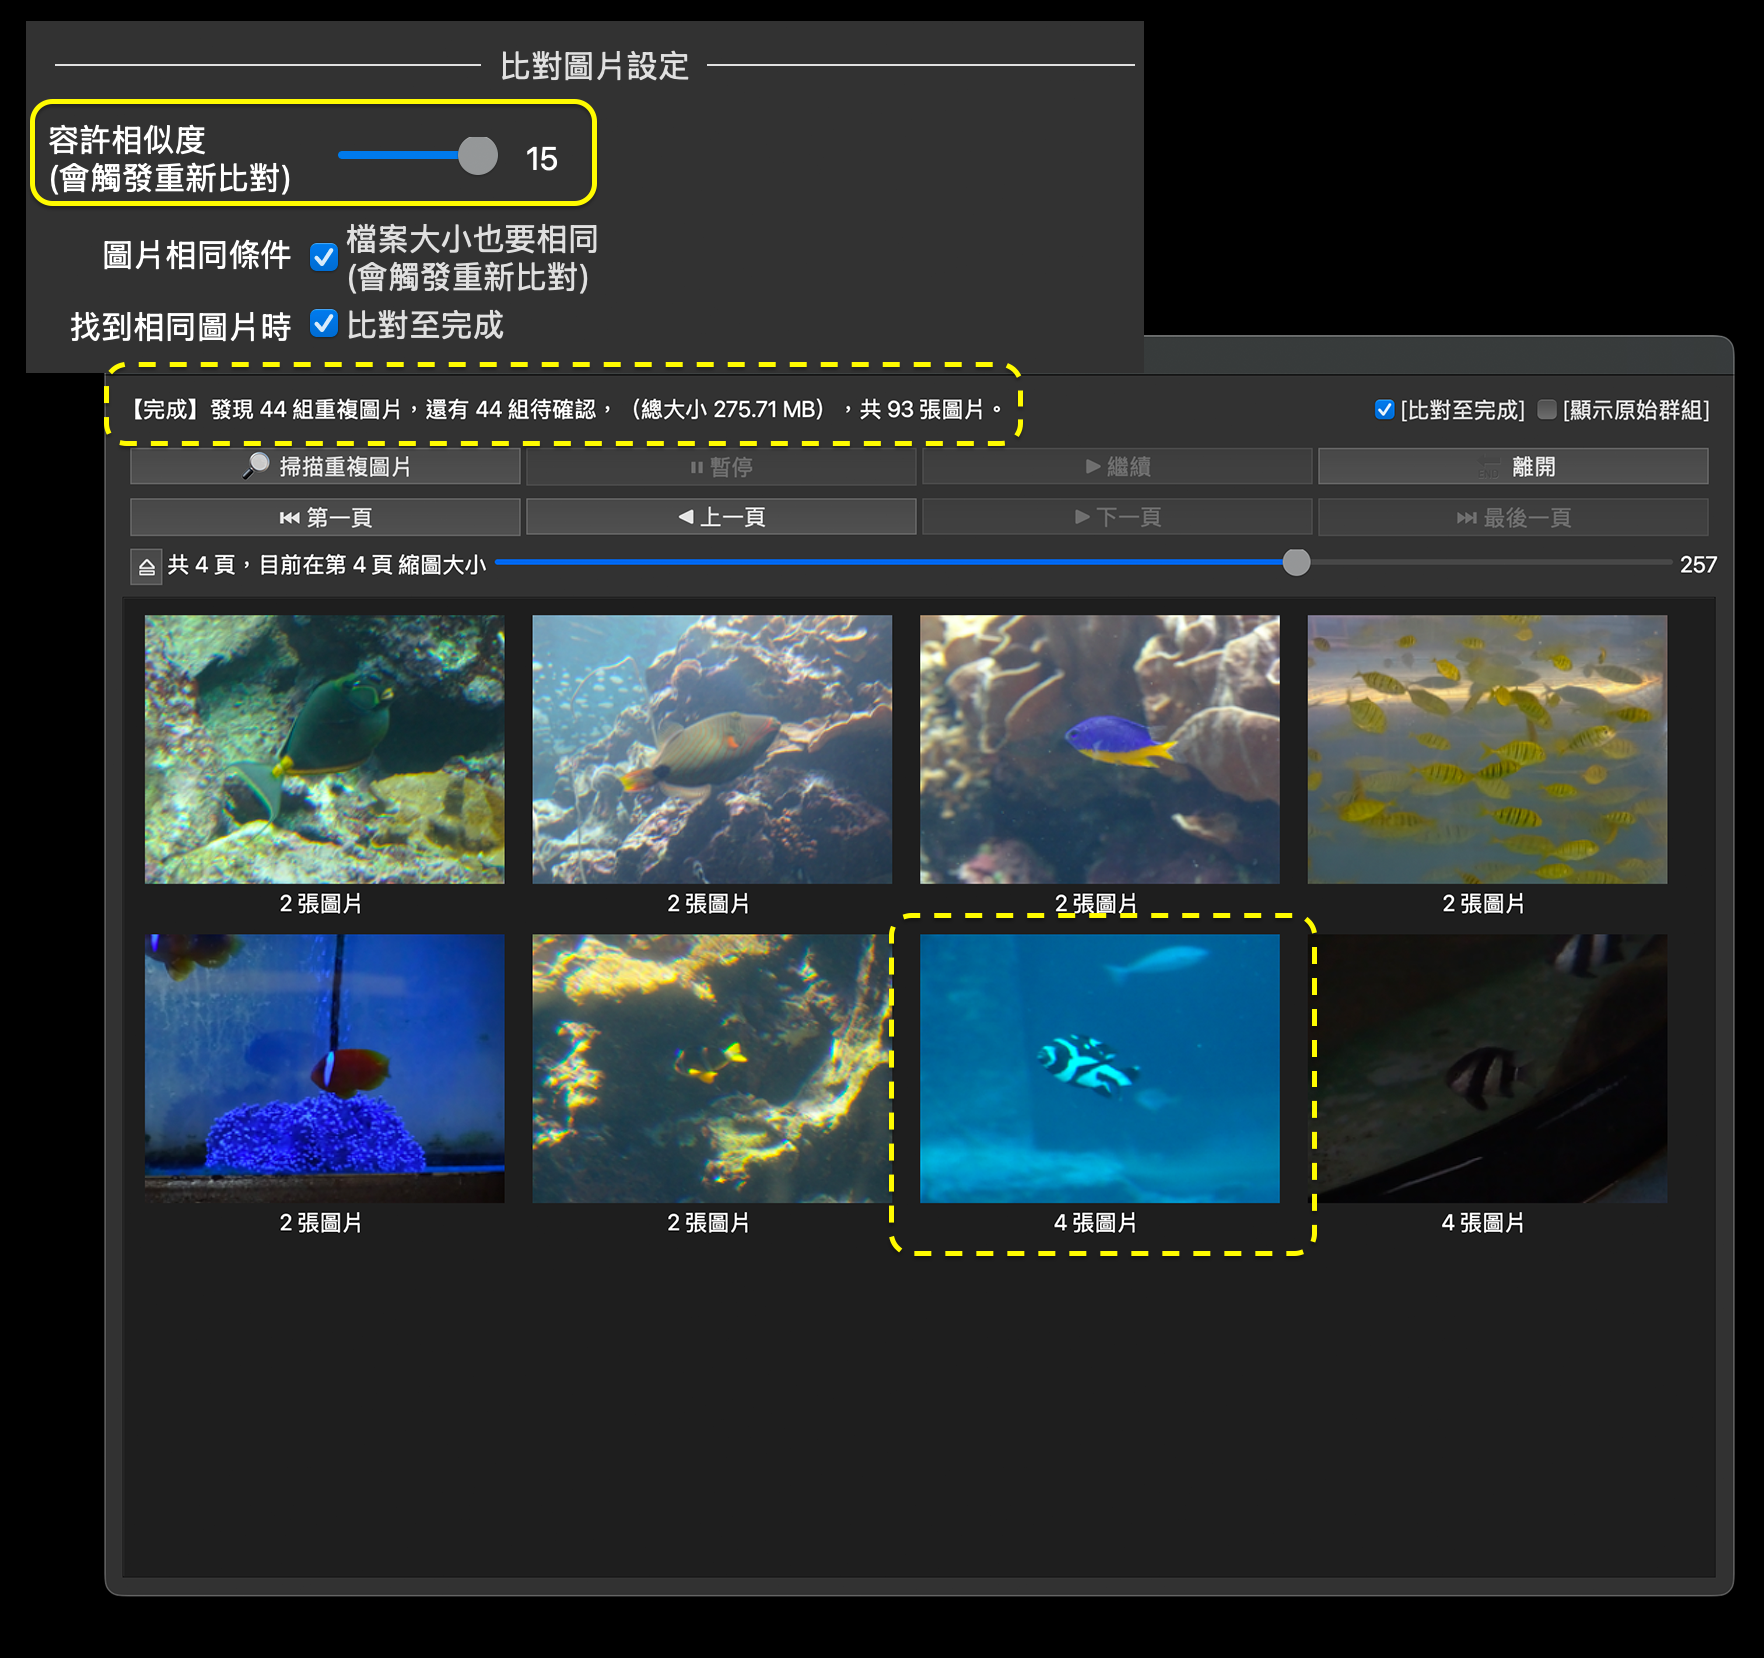 比對圖片設定
容許相似度
(會觸發重新比對)
15
圖片相同條件
檔案大小也要相同
(會觸發重新比對)
找到相同圖片時
比對至完成
【完成】發現 44 組重複圖片，還有 44 組待確認，（總大小 275.71 MB），共 93 張圖片。
[比對至完成]
[顯示原始群組]
掃描重複圖片
暫停
繼續
離開
第一頁
上一頁
下一頁
最後一頁
共 4 頁，目前在第 4 頁 縮圖大小
257
2 張圖片
2 張圖片
2 張圖片
2 張圖片
2 張圖片
2 張圖片
4 張圖片
4 張圖片